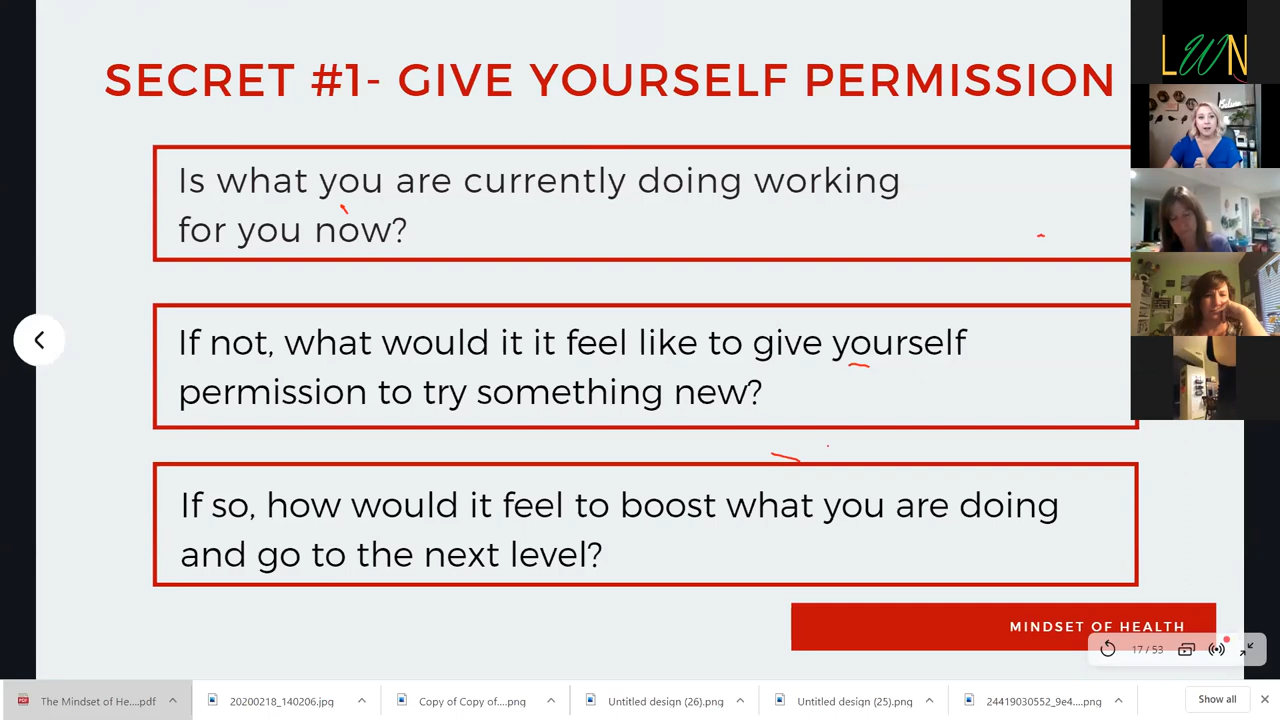 LWN
SECRET #1- GIVE YOURSELF PERMISSION
Is what you are currently doing working
for you now?
If not, what would it it feel like to give yourself
permission to try something new?
If so, how would it feel to boost what you are doing
and go to the next level?
MINDSET OF HEALTH
17 / 53
The Mindset of He....pdf
20200218_140206.jpg
Copy of Copy of....png
Untitled design (26).png
Untitled design (25).png
24419030552_9e4....png
Show all